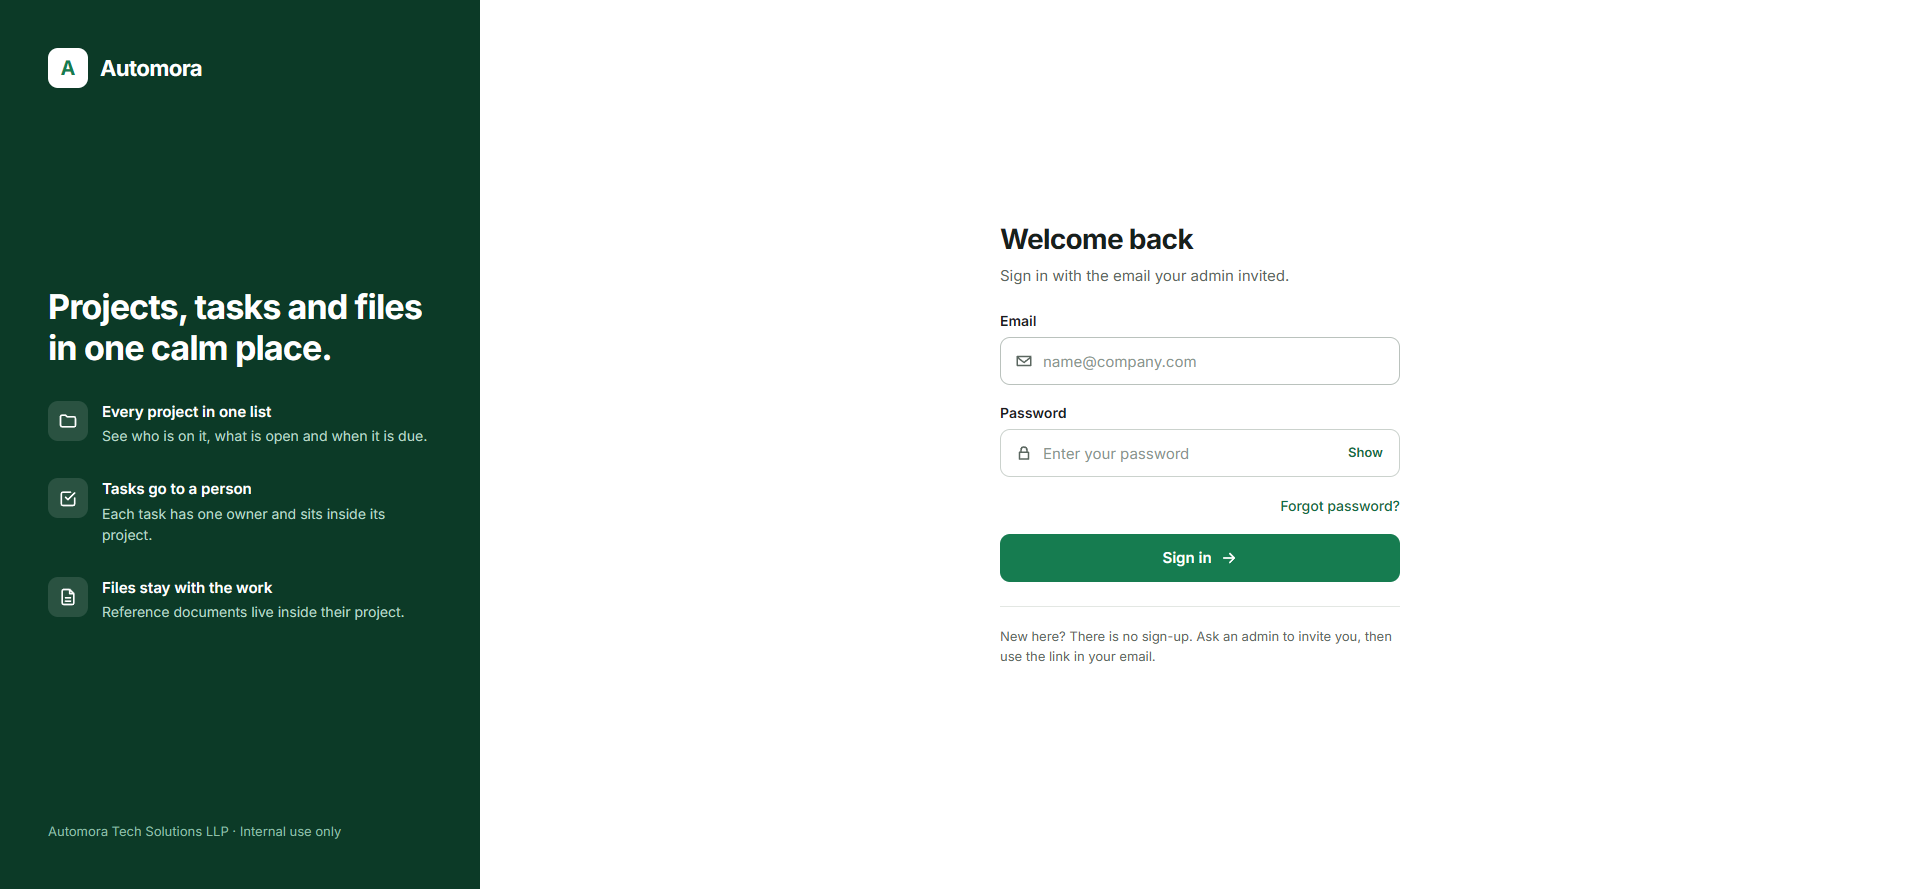 A
Automora
Projects, tasks and files
in one calm place.
Every project in one list
See who is on it, what is open and when it is due.
Tasks go to a person
Each task has one owner and sits inside its
project.
Files stay with the work
Reference documents live inside their project.
Automora Tech Solutions LLP · Internal use only
Welcome back
Sign in with the email your admin invited.
Email
name@company.com
Password
Enter your password
Show
Forgot password?
Sign in →
New here? There is no sign-up. Ask an admin to invite you, then
use the link in your email.